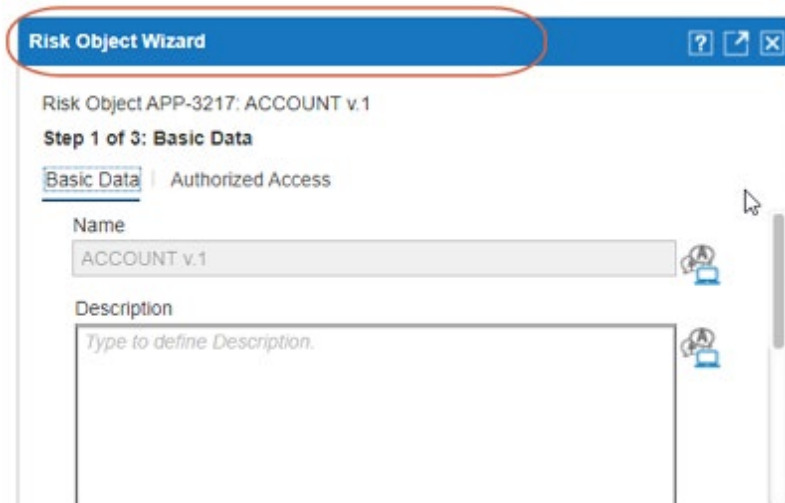 Risk Object Wizard
Risk Object APP-3217: ACCOUNT v.1
Step 1 of 3: Basic Data
Basic Data | Authorized Access
Name
ACCOUNT v.1
Description
Type to define Description.